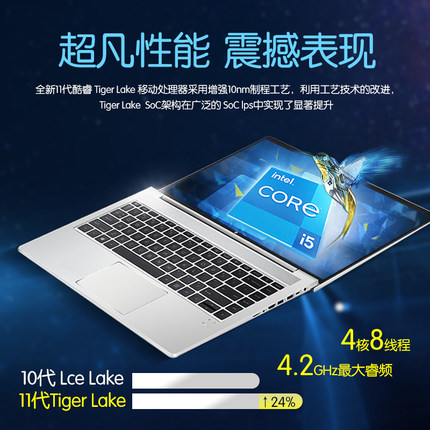 超凡性能 震撼表现
全新11代酷睿 Tiger Lake 移动处理器采用增强10nm制程工艺，利用工艺技术的改进，
Tiger Lake SoC架构在广泛的 SoC lps中实现了显著提升
intel
CORE
i5
4核8线程
4.2GHz最大睿频
10代 Lce Lake
11代Tiger Lake
↑24%